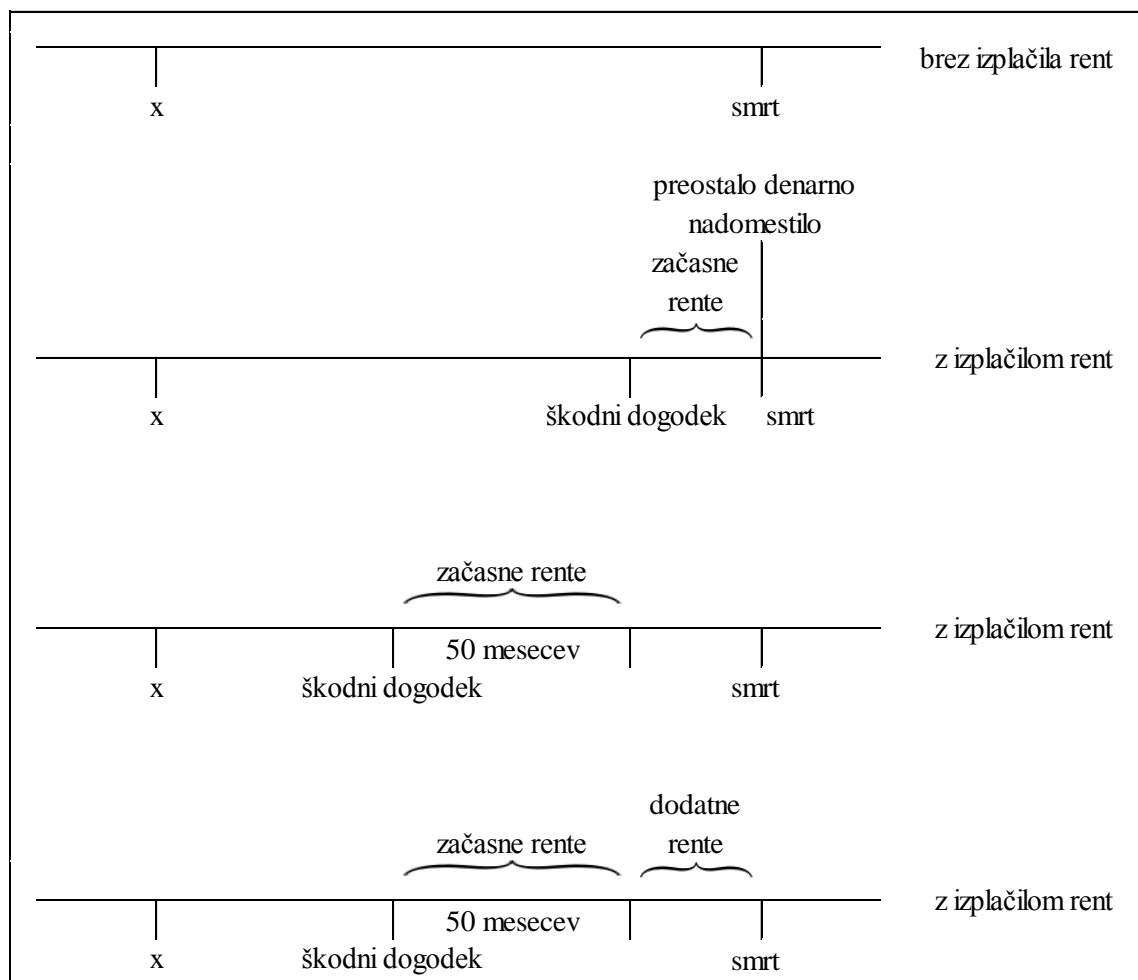 brez izplačila rent
x
smrt
preostalo denarno
nadomestilo
začasne
rente
z izplačilom rent
x
škodni dogodek
smrt
začasne rente
z izplačilom rent
50 mesecev
x
škodni dogodek
smrt
dodatne
začasne rente
rente
z izplačilom rent
50 mesecev
x
škodni dogodek
smrt